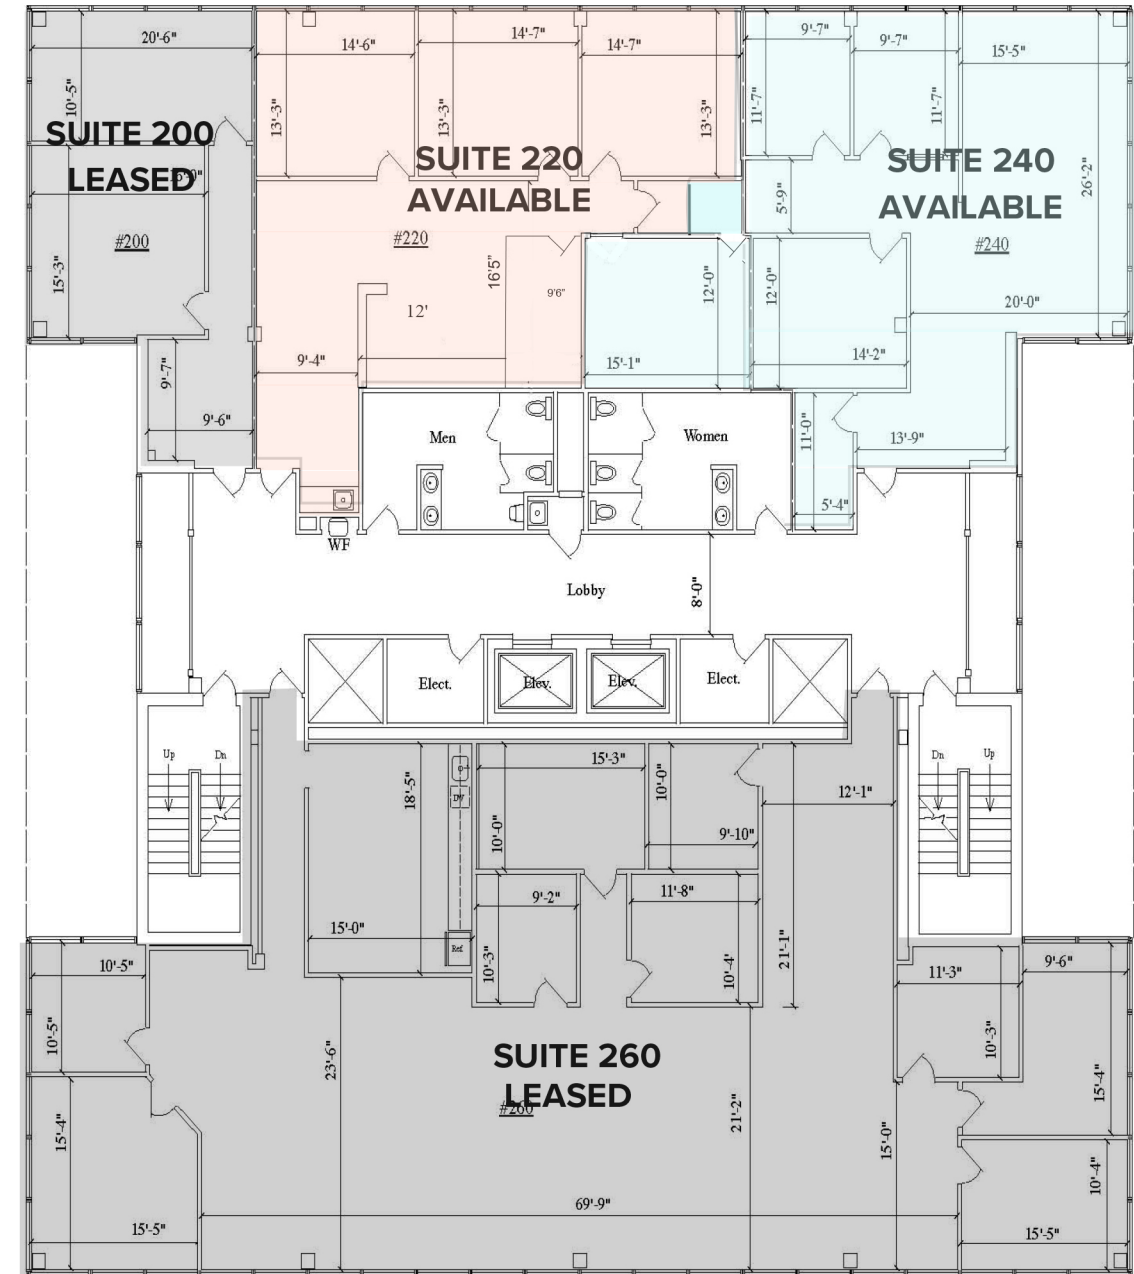 20'-6"
14'-6"
14'-7"
14'-7"
9'-7"
9'-7"
15'-5"
10'-5"
13'-3"
13'-3"
13'-3"
11'-7"
11'-7"
SUITE 200
LEASED
SUITE 220
AVAILABLE
SUITE 240
AVAILABLE
26'-2"
5'-9"
#200
#220
#240
15'-3"
16'5"
9'6"
12'-0"
12'-0"
12'
20'-0"
9'-7"
9'-4"
15'-1"
14'-2"
9'-6"
Men
Women
11'-0"
13'-9"
5'-4"
WF
Lobby
8'-0"
Elect.
Elev.
Elev.
Elect.
Up
Dn
Dn
Up
18'-5"
15'-3"
10'-0"
12'-1"
DW
10'-0"
9'-10"
9'-2"
11'-8"
15'-0"
Ref.
10'-3"
10'-4'
21'-1"
10'-5"
11'-3"
9'-6"
10'-5"
10'-3"
23'-6"
SUITE 260
LEASED
#260
15'-4"
21'-2"
15'-0"
15'-4"
10'-4"
69'-9"
15'-5"
15'-5"